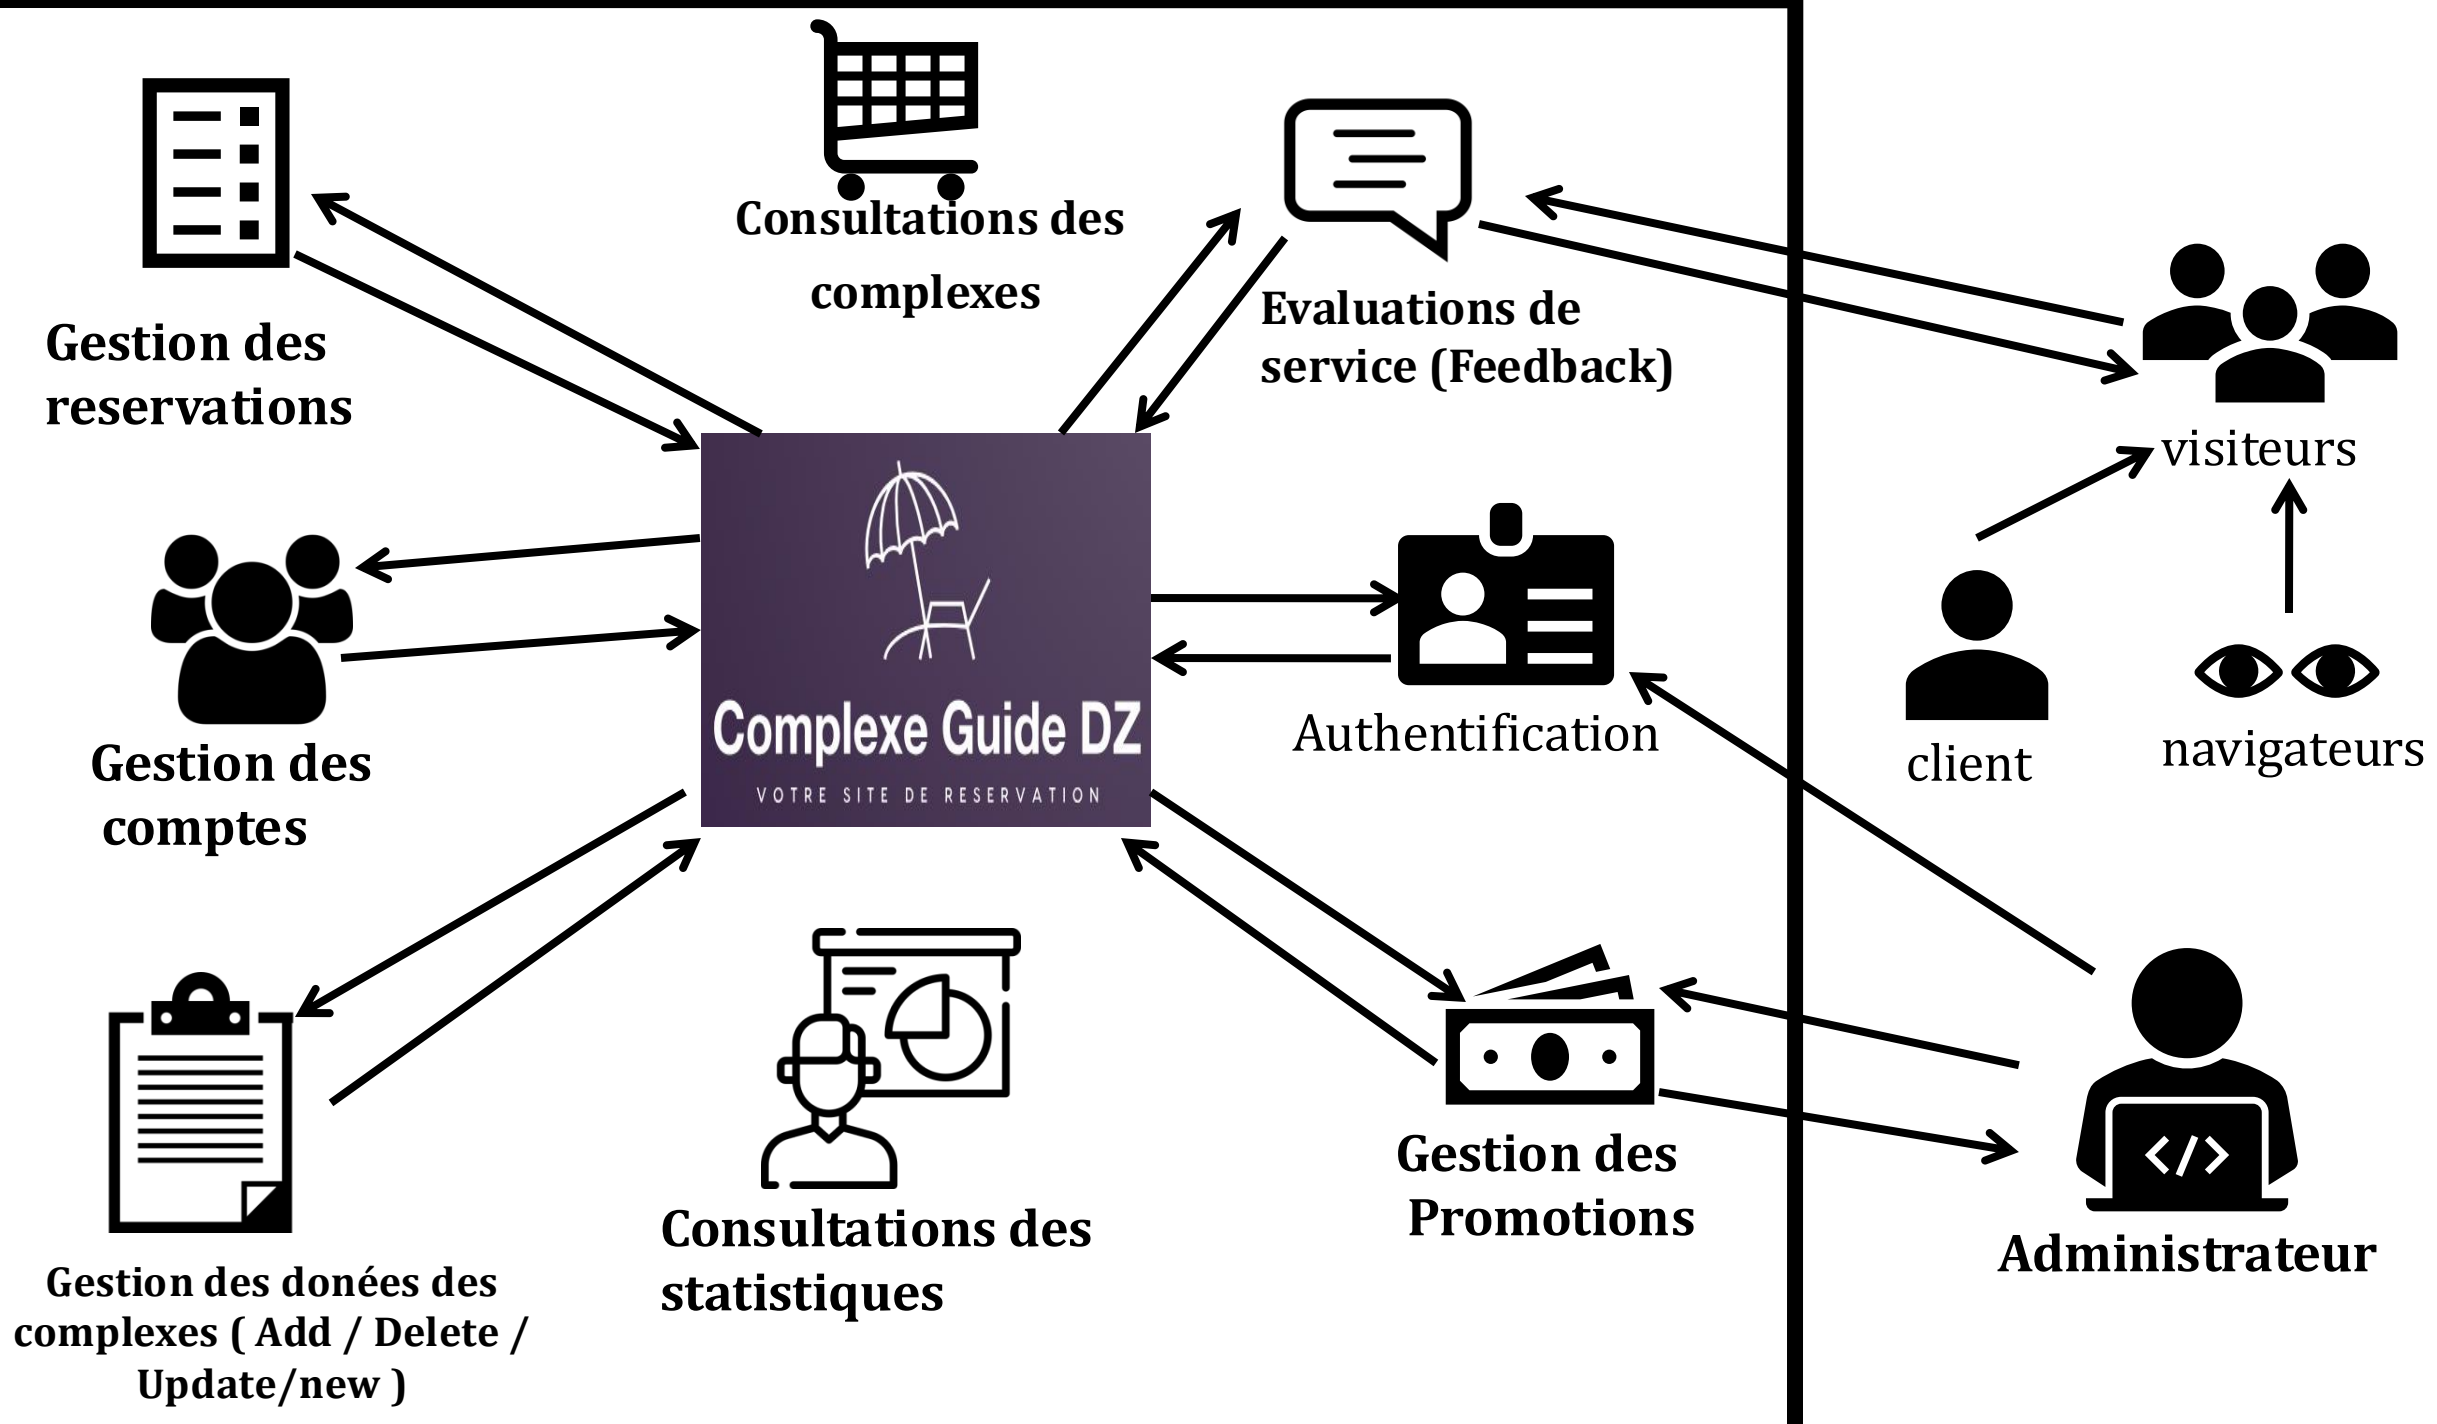 Consultations des
complexes
Gestion des
reservations
Evaluations de
service (Feedback)
visiteurs
Complexe Guide DZ
VOTRE SITE DE RESERVATION
Authentification
client
navigateurs
Gestion des
comptes
Gestion des
Promotions
Administrateur
Consultations des
statistiques
Gestion des donées des
complexes ( Add / Delete /
Update/new )